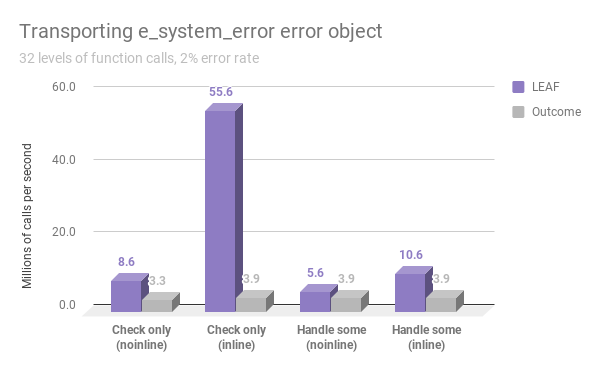 Transporting e_system_error error object
32 levels of function calls, 2% error rate
LEAF
Outcome
Millions of calls per second
60.0
40.0
20.0
0.0
8.6
3.3
55.6
3.9
5.6
3.9
10.6
3.9
Check only
(noinline)
Check only
(inline)
Handle some
(noinline)
Handle some
(inline)